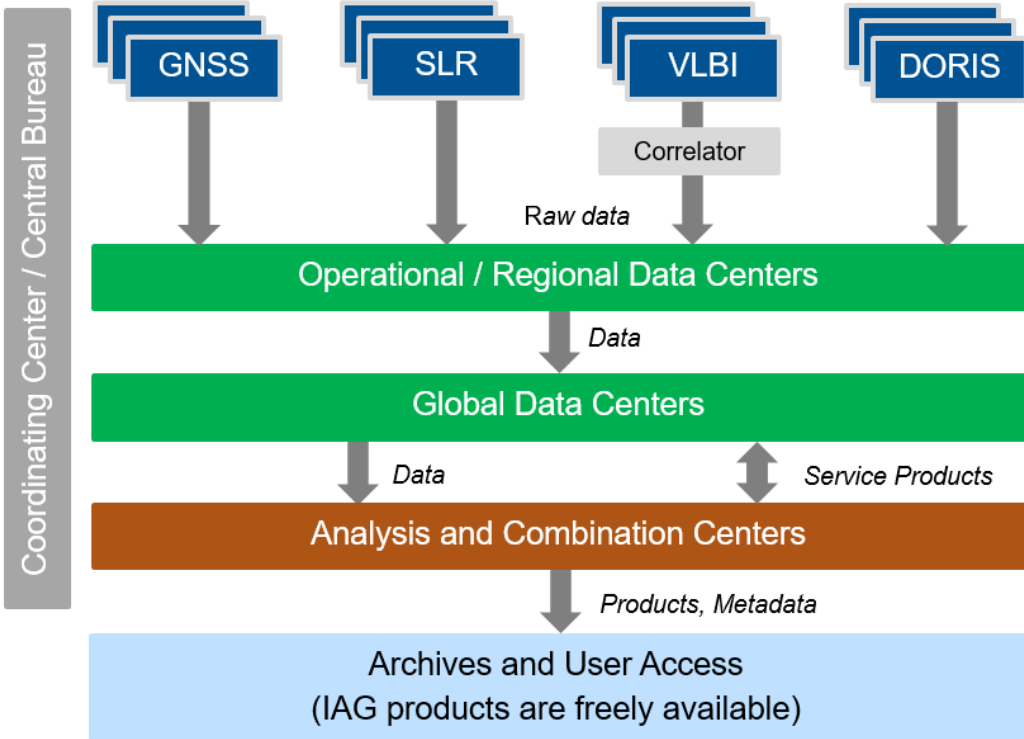 Coordinating Center / Central Bureau
GNSS
SLR
VLBI
DORIS
Correlator
Raw data
Operational / Regional Data Centers
Data
Global Data Centers
Data
Service Products
Analysis and Combination Centers
Products, Metadata
Archives and User Access
(IAG products are freely available)